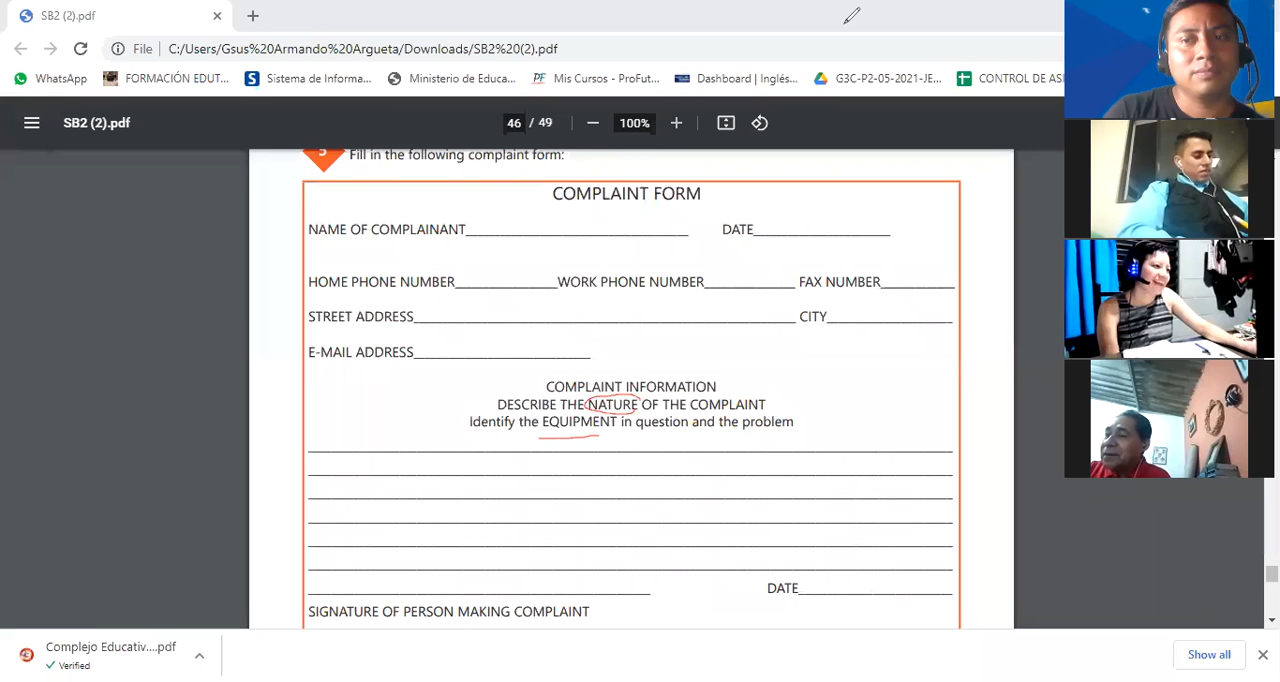 SB2 (2).pdf
File C:/Users/Gsus%20Armando%20Argueta/Downloads/SB2%20(2).pdf
WhatsApp FORMACIÓN EDUT... Sistema de Informa... Ministerio de Educa... Mis Cursos - ProFut... Dashboard | Inglés,... G3C-P2-05-2021-JE... CONTROL DE ASI
SB2 (2).pdf 46 / 49 100%
5 Fill in the following complaint form:
COMPLAINT FORM
NAME OF COMPLAINANT DATE
HOME PHONE NUMBER WORK PHONE NUMBER FAX NUMBER
STREET ADDRESS CITY
E-MAIL ADDRESS
COMPLAINT INFORMATION
DESCRIBE THE NATURE OF THE COMPLAINT
Identify the EQUIPMENT in question and the problem
DATE
SIGNATURE OF PERSON MAKING COMPLAINT
Complejo Educativ....pdf
Verified
Show all